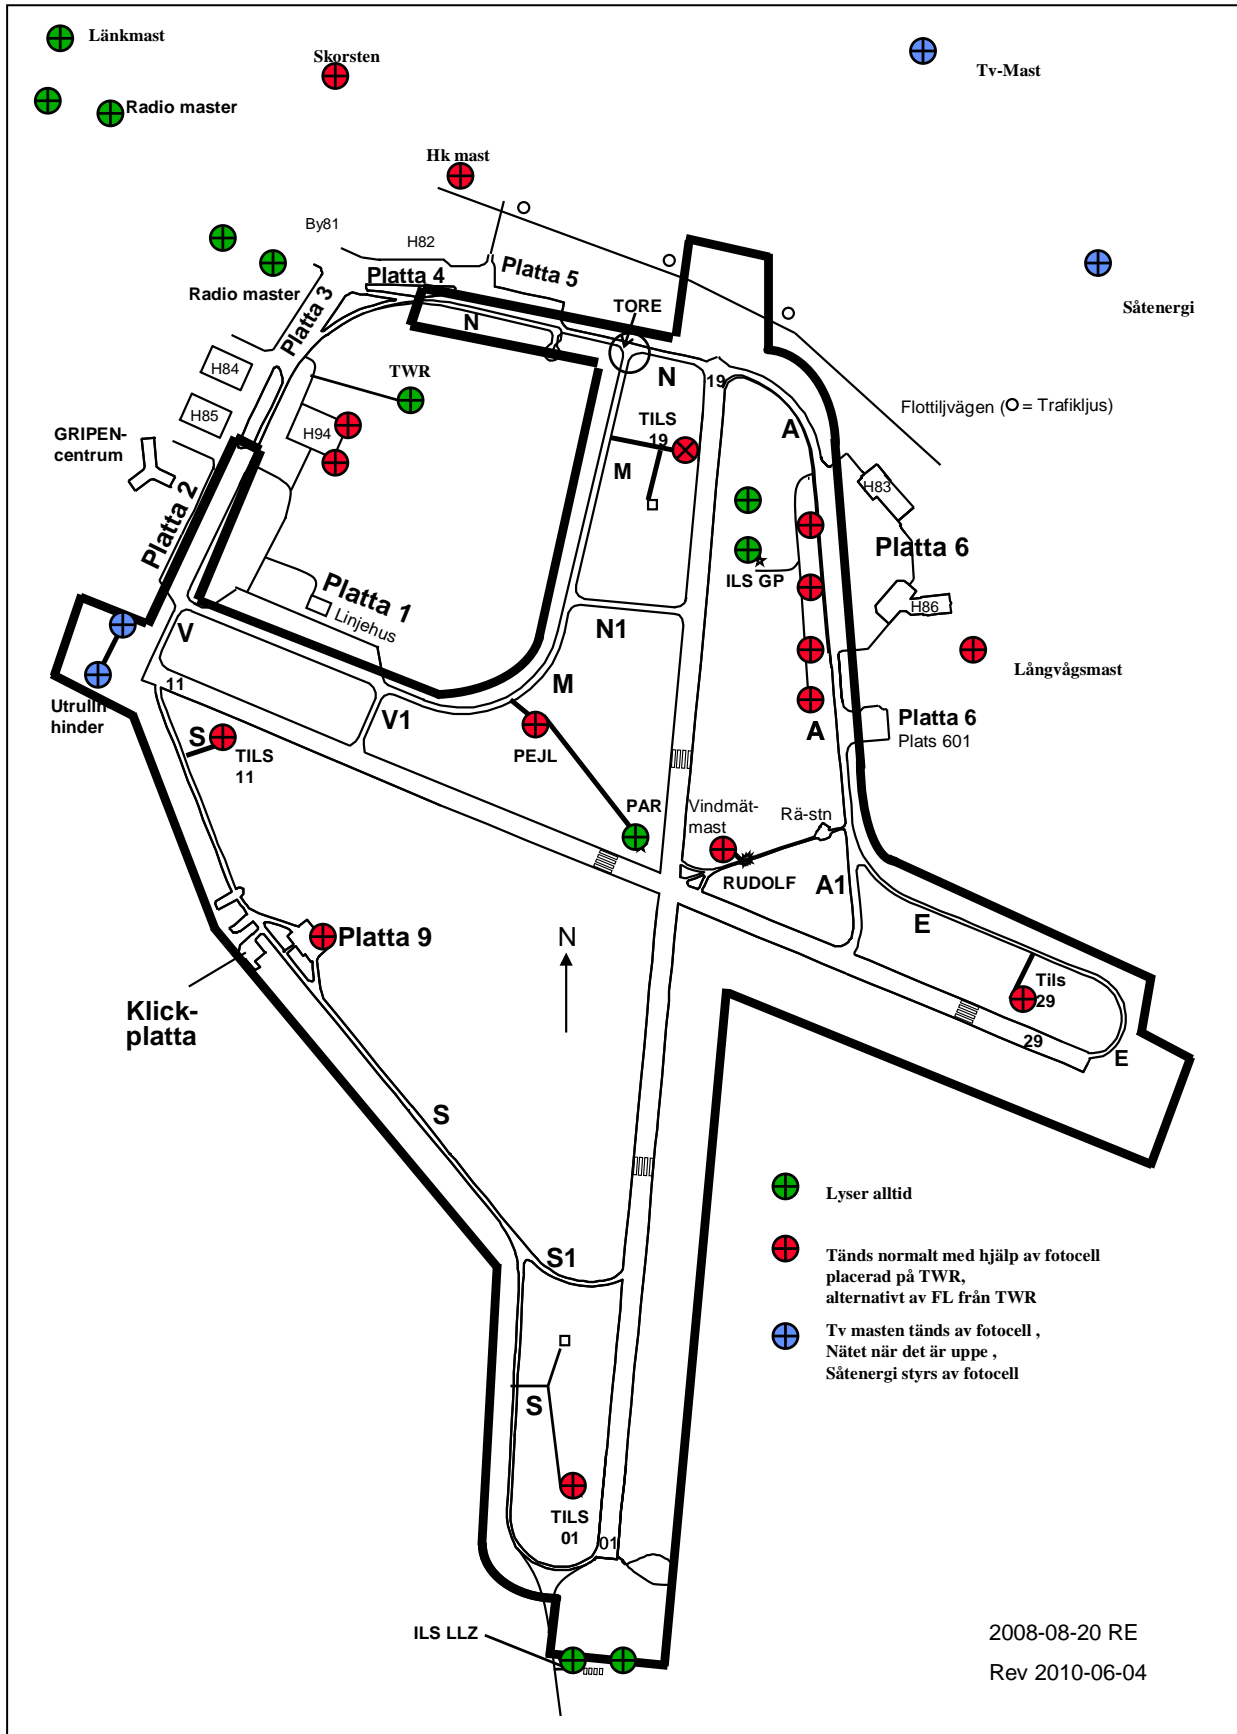 Länkmast
Skorsten
Tv-Mast
Radio master
Hk mast
By81
H82
Platta 5
Platta 4
Radio master
Platta 3
Såtenergi
TORE
N
N
19
H84
TWR
H85
Flottiljvägen (O = Trafikljus)
TILS
19
A
GRIPEN-
centrum
H94
M
H83
Platta 2
Platta 6
ILS GP
Platta 1
Linjehus
H86
V
N1
Långvågsmast
11
M
Utrulln
hinder
V1
Platta 6
Plats 601
S
TILS
11
PEJL
A
PAR
Vindmät-
mast
Rä-stn
RUDOLF
A1
E
Platta 9
N
Tils
29
Klick-
platta
29
E
S
Lyser alltid
S1
Tänds normalt med hjälp av fotocell
placerad på TWR,
alternativt av FL från TWR
Tv masten tänds av fotocell ,
Nätet när det är uppe ,
Såtenergi styrs av fotocell
S
TILS
01
01
ILS LLZ
2008-08-20 RE
Rev 2010-06-04